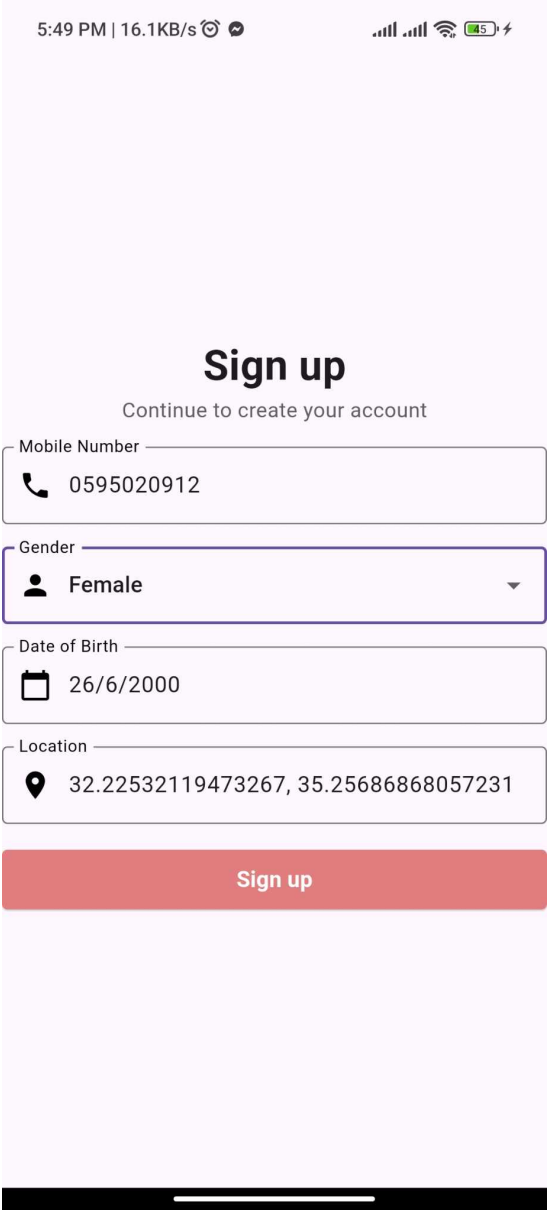 5:49 PM | 16.1KB/s 45
Sign up
Continue to create your account
Mobile Number
0595020912
Gender
Female
Date of Birth
26/6/2000
Location
32.22532119473267, 35.25686868057231
Sign up